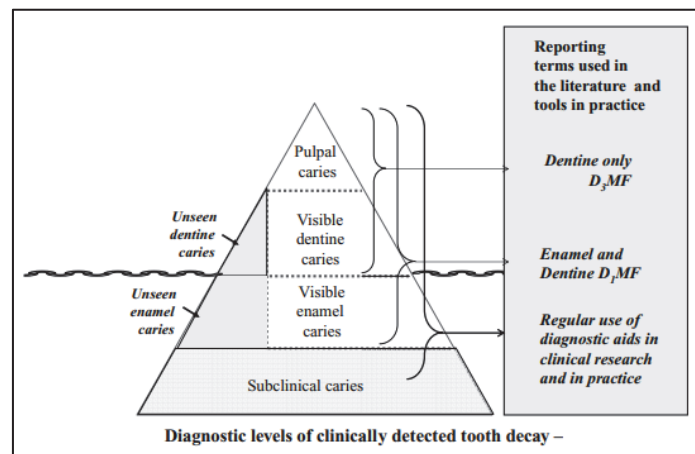 Reporting
terms used in
the literature and
tools in practice
Pulpal
caries
Dentine only
D3MF
Unseen
dentine
caries
Visible
dentine
caries
Enamel and
Dentine D1MF
Unseen
enamel
caries
Visible
enamel
caries
Regular use of
diagnostic aids in
clinical research
and in practice
Subclinical caries
Diagnostic levels of clinically detected tooth decay –